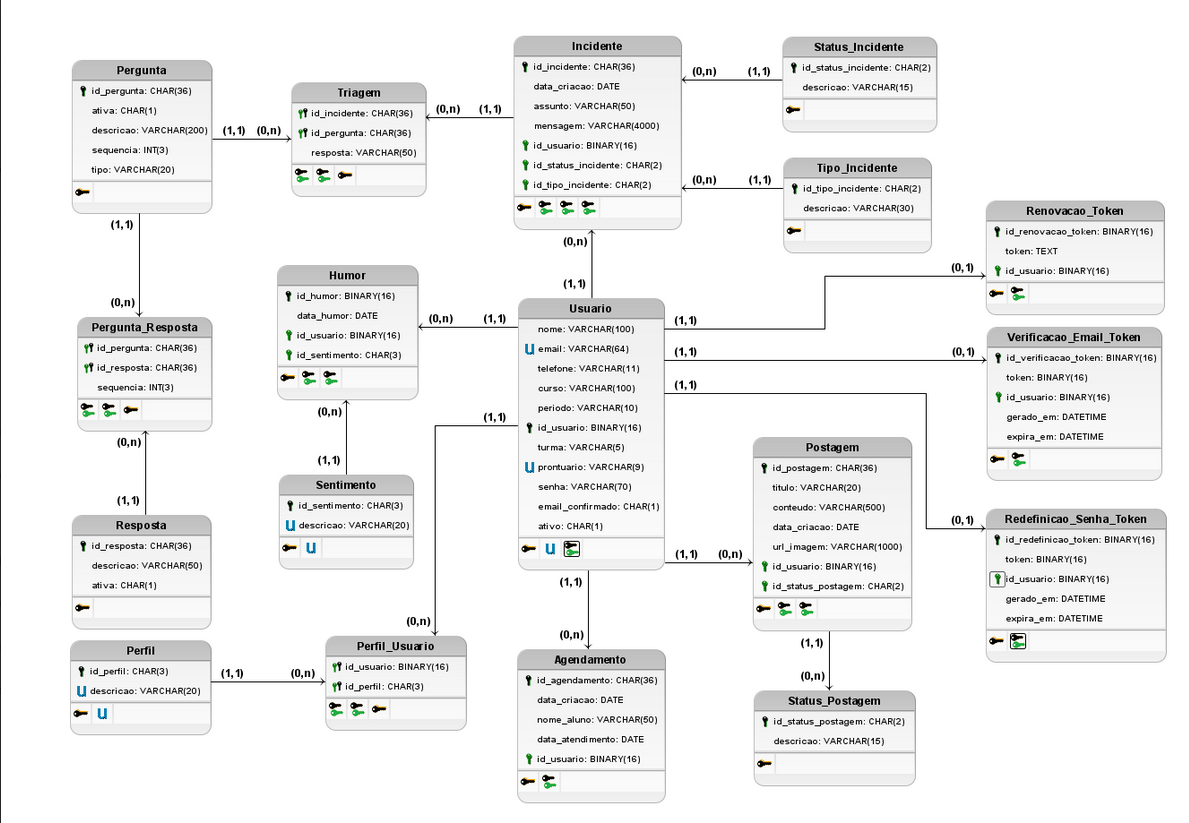 Pergunta
id_pergunta: CHAR(36)
ativa: CHAR(1)
descricao: VARCHAR(200)
sequencia: INT(3)
tipo: VARCHAR(20)
(1,1) (0,n)
Triagem
id_incidente: CHAR(36)
id_pergunta: CHAR(36)
resposta: VARCHAR(50)
(0,n) (1,1)
Incidente
id_incidente: CHAR(36)
data_criacao: DATE
assunto: VARCHAR(50)
mensagem: VARCHAR(4000)
id_usuario: BINARY(16)
id_status_incidente: CHAR(2)
id_tipo_incidente: CHAR(2)
(0,n) (1,1)
Status_Incidente
id_status_incidente: CHAR(2)
descricao: VARCHAR(15)
(0,n) (1,1)
Tipo_Incidente
id_tipo_incidente: CHAR(2)
descricao: VARCHAR(30)
Renovacao_Token
id_renovacao_token: BINARY(16)
token: TEXT
id_usuario: BINARY(16)
(1,1)
(0,n)
(0,n)
(1,1)
(0,1)
Humor
id_humor: BINARY(16)
data_humor: DATE
id_usuario: BINARY(16)
id_sentimento: CHAR(3)
(0,n) (1,1)
Usuario
nome: VARCHAR(100)
U email: VARCHAR(64)
telefone: VARCHAR(11)
curso: VARCHAR(100)
periodo: VARCHAR(10)
id_usuario: BINARY(16)
turma: VARCHAR(5)
U prontuario: VARCHAR(9)
senha: VARCHAR(70)
email_confirmado: CHAR(1)
ativo: CHAR(1)
U
(1,1)
(1,1)
(0,1)
(1,1)
Verificacao_Email_Token
id_verificacao_token: BINARY(16)
token: BINARY(16)
id_usuario: BINARY(16)
gerado_em: DATETIME
expira_em: DATETIME
Pergunta_Resposta
id_pergunta: CHAR(36)
id_resposta: CHAR(36)
sequencia: INT(3)
(0,n)
(1,1)
(0,n)
(1,1)
(1,1)
Sentimento
id_sentimento: CHAR(3)
U descricao: VARCHAR(20)
U
Postagem
id_postagem: CHAR(36)
titulo: VARCHAR(20)
conteudo: VARCHAR(500)
data_criacao: DATE
url_imagem: VARCHAR(1000)
id_usuario: BINARY(16)
id_status_postagem: CHAR(2)
(0,1)
Redefinicao_Senha_Token
id_redefinicao_token: BINARY(16)
token: BINARY(16)
id_usuario: BINARY(16)
gerado_em: DATETIME
expira_em: DATETIME
Resposta
id_resposta: CHAR(36)
descricao: VARCHAR(50)
ativa: CHAR(1)
(1,1) (0,n)
(1,1)
(0,n)
(0,n)
(1,1)
(0,n)
Perfil
id_perfil: CHAR(3)
U descricao: VARCHAR(20)
U
(1,1) (0,n)
Perfil_Usuario
id_usuario: BINARY(16)
id_perfil: CHAR(3)
Agendamento
id_agendamento: CHAR(36)
data_criacao: DATE
nome_aluno: VARCHAR(50)
data_atendimento: DATE
id_usuario: BINARY(16)
Status_Postagem
id_status_postagem: CHAR(2)
descricao: VARCHAR(15)